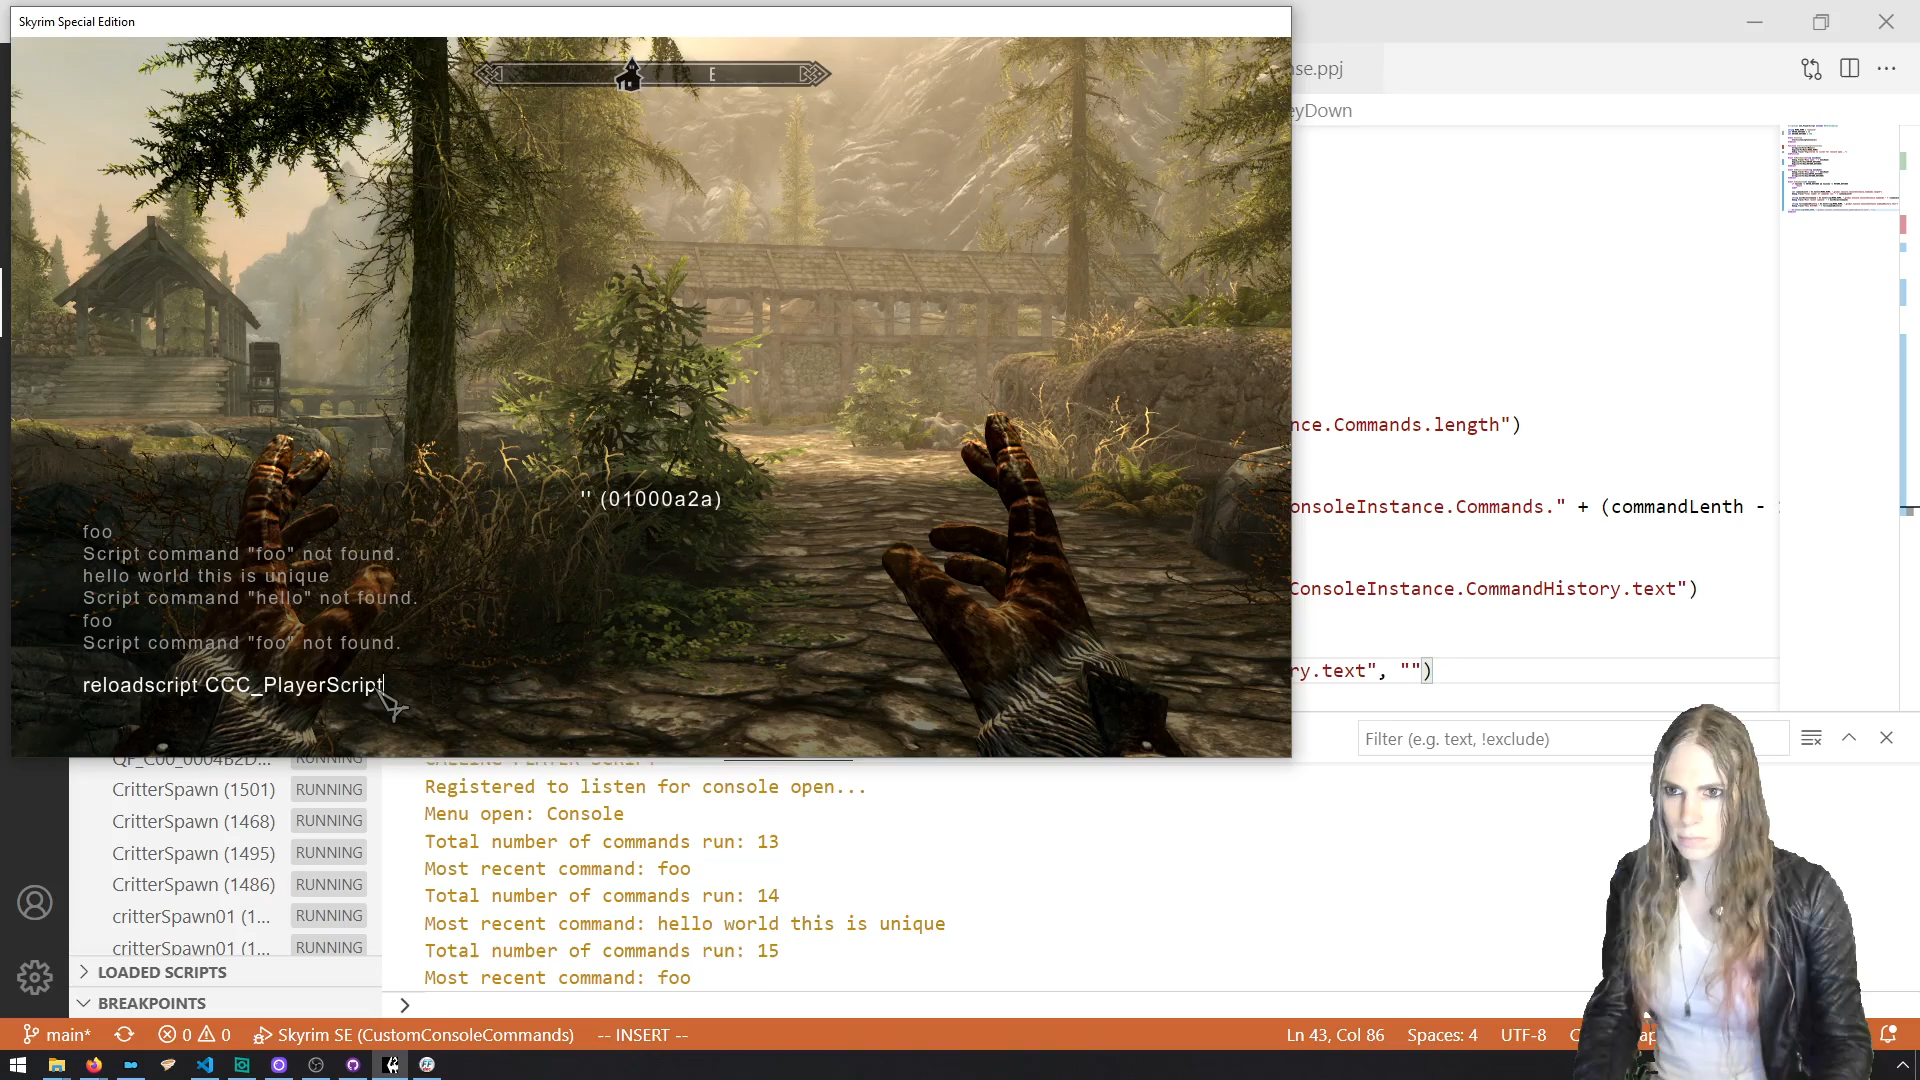 Skyrim Special Edition
E
se.ppj
eyDown
'' (01000a2a)
foo
Script command "foo" not found.
hello world this is unique
Script command "hello" not found.
foo
Script command "foo" not found.
reloadscript CCC_PlayerScript
nce.Commands.length")
onsoleInstance.Commands." + (commandLenth -
ConsoleInstance.CommandHistory.text")
ry.text", "")
Filter (e.g. text, !exclude)
QF_C00_0004B2D... RUNNING
CritterSpawn (1501) RUNNING
CritterSpawn (1468) RUNNING
CritterSpawn (1495) RUNNING
CritterSpawn (1486) RUNNING
critterSpawn01 (1... RUNNING
critterSpawn01 (1... RUNNING
LOADED SCRIPTS
BREAKPOINTS
CALLING PLAYER SCRIPT
Registered to listen for console open...
Menu open: Console
Total number of commands run: 13
Most recent command: foo
Total number of commands run: 14
Most recent command: hello world this is unique
Total number of commands run: 15
Most recent command: foo
>
main* 0 0 Skyrim SE (CustomConsoleCommands) -- INSERT -- Ln 43, Col 86 Spaces: 4 UTF-8